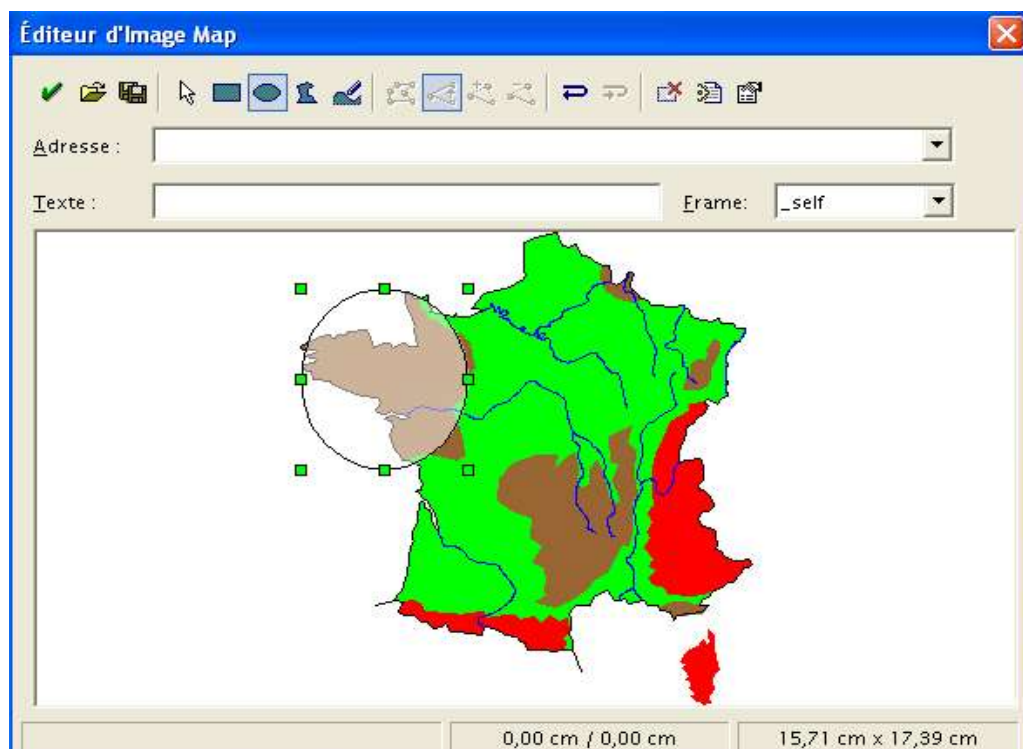 Éditeur d'Image Map
Adresse :
Texte :
Frame: _self
0,00 cm / 0,00 cm 15,71 cm x 17,39 cm